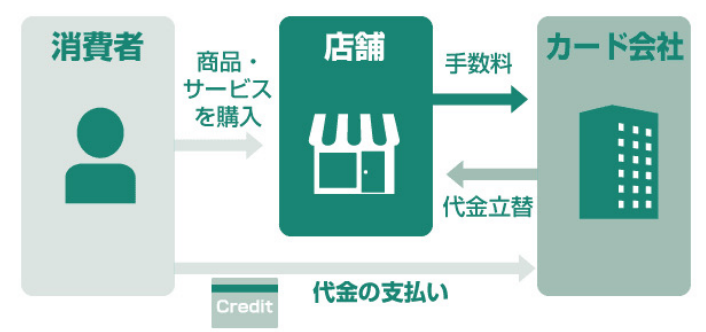 消費者
商品・
サービス
を購入
店舗
手数料
代金立替
カード会社
代金の支払い
Credit